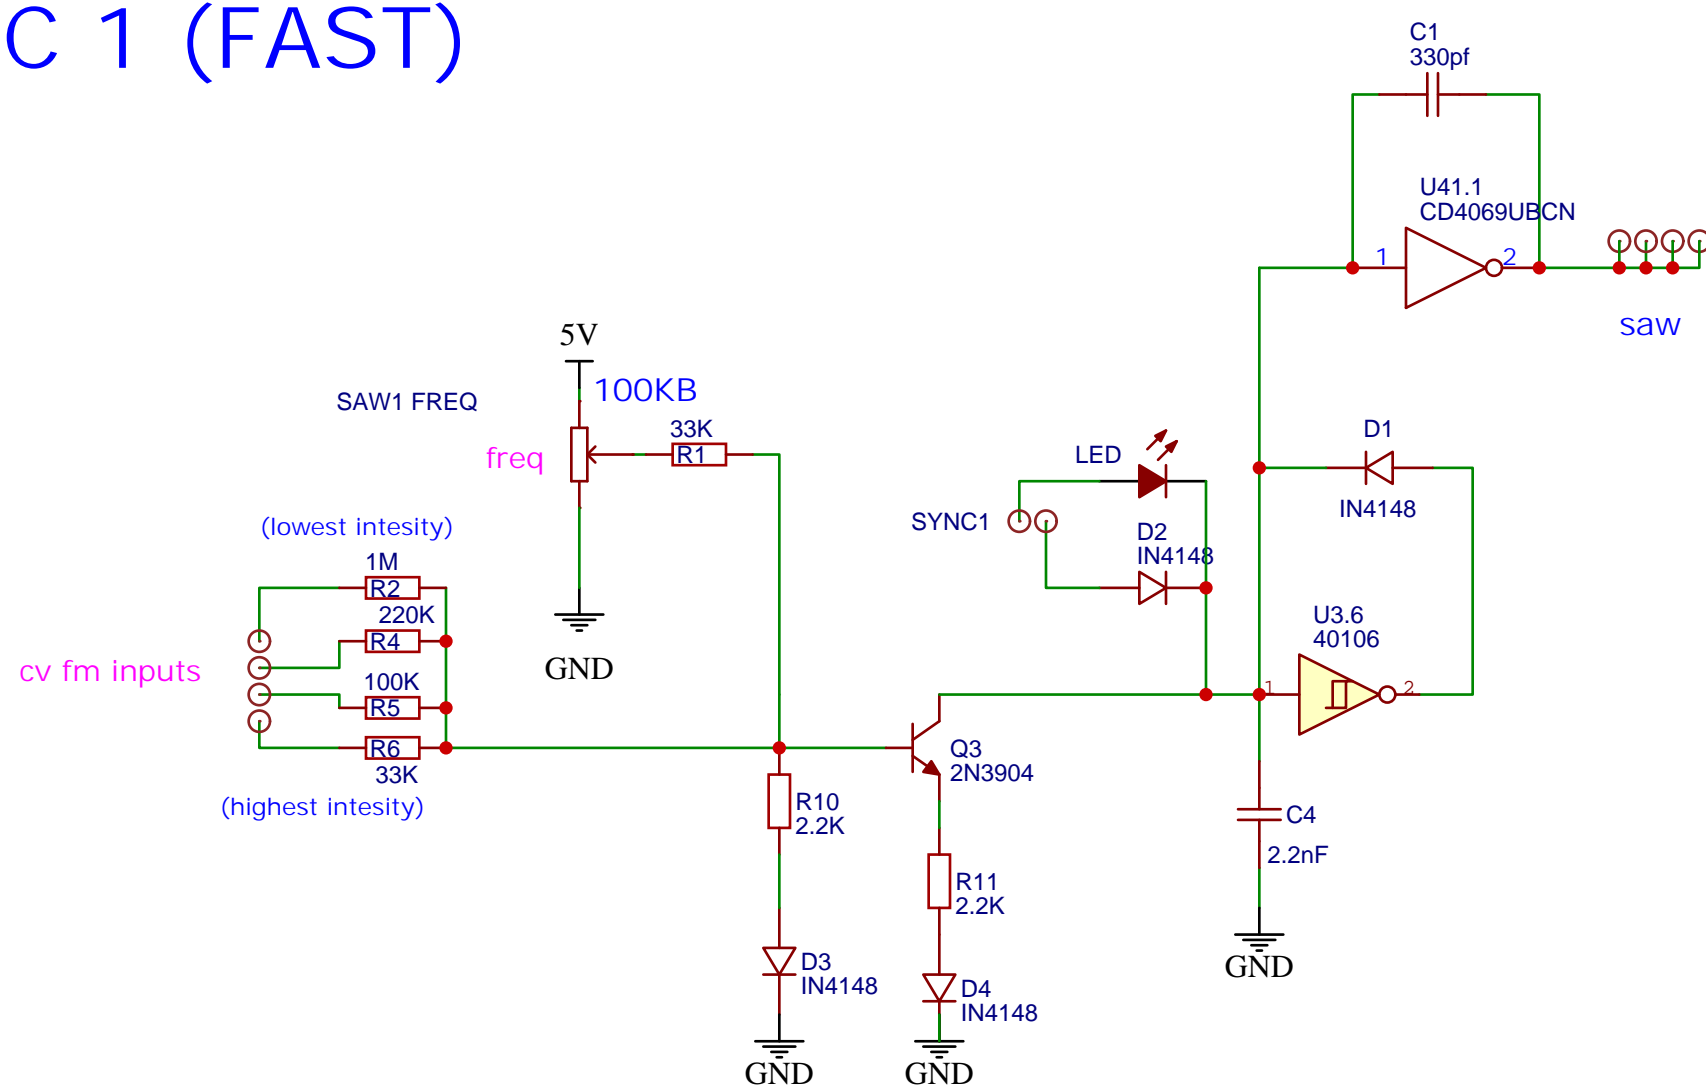 C 1 (FAST)
C1
330pf
U41.1
CD4069UBCN
1
2
saw
5V
100KB
SAW1 FREQ
33K
R1
freq
GND
(lowest intesity)
1M
R2
220K
R4
cv fm inputs
100K
R5
R6
33K
(highest intesity)
LED
SYNC1
D2
IN4148
D1
IN4148
U3.6
40106
1
2
Q3
2N3904
R10
2.2K
C4
2.2nF
R11
2.2K
GND
D3
IN4148
D4
IN4148
GND
GND